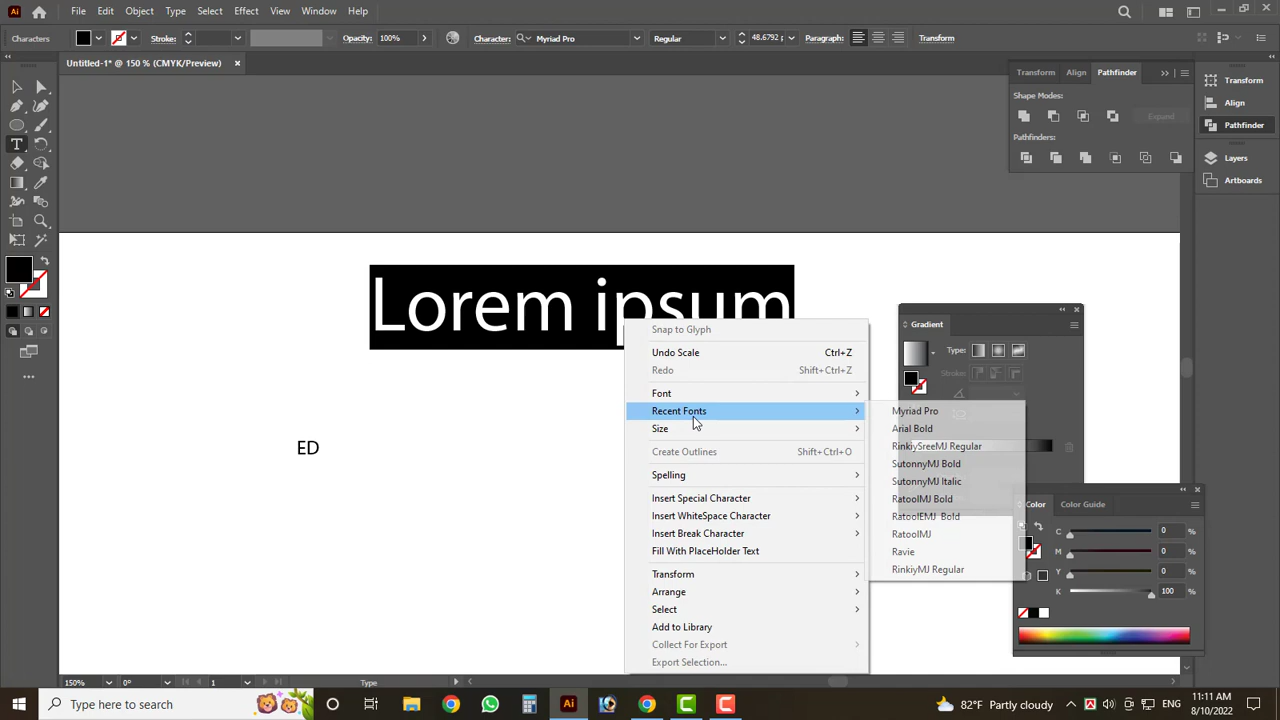 Ai File Edit Object Type Select Effect View Window Help
Characters Stroke: Opacity: 100% Character: Myriad Pro Regular 48.6792 p Paragraph: Transform
Untitled-1* @ 150 % (CMYK/Preview)
Transform Align Pathfinder
Shape Modes:
Expand
Pathfinders:
Transform
Align
Pathfinder
Layers
Artboards
Lorem ipsum
ED
Snap to Glyph
Undo Scale Ctrl+Z
Redo Shift+Ctrl+Z
Font
Recent Fonts
Size
Create Outlines Shift+Ctrl+O
Spelling
Insert Special Character
Insert WhiteSpace Character
Insert Break Character
Fill With PlaceHolder Text
Transform
Arrange
Select
Add to Library
Collect For Export
Export Selection...
Myriad Pro
Arial Bold
RinkiySreeMJ Regular
SutonnyMJ Bold
SutonnyMJ Italic
RatoolMJ Bold
RatoolEMJ Bold
RatoolMJ
Ravie
RinkiyMJ Regular
Gradient
Type:
Stroke:
Color Color Guide
C 0 %
M 0 %
Y 0 %
K 100 %
150% 0° 1 Type
Type here to search
Ai
82°F Partly cloudy
11:11 AM
8/10/2022